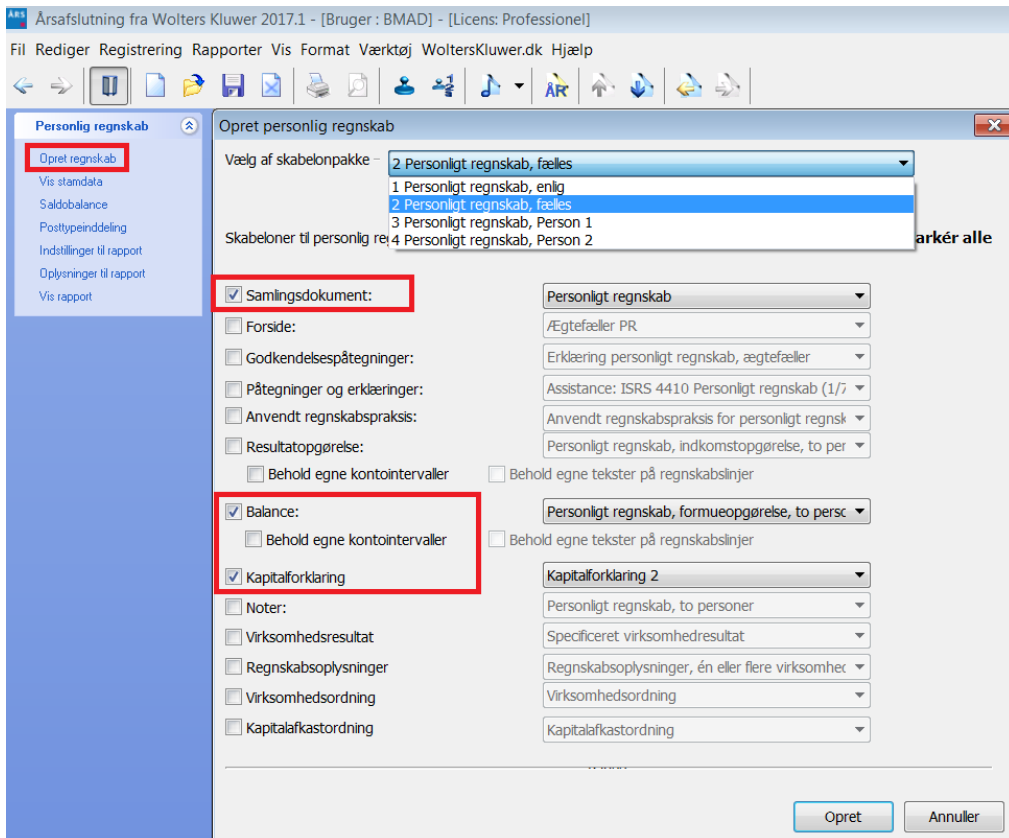 ÅRS Årsafslutning fra Wolters Kluwer 2017.1 - [Bruger : BMAD] - [Licens: Professionel]
Fil Rediger Registrering Rapporter Vis Format Værktøj WoltersKluwer.dk Hjælp
ÅR
Personlig regnskab
Opret regnskab
Vis stamdata
Saldobalance
Posttypeinddeling
Indstillinger til rapport
Oplysninger til rapport
Vis rapport
Opret personlig regnskab
Vælg af skabelonpakke 2 Personligt regnskab, fælles
1 Personligt regnskab, enlig
2 Personligt regnskab, fælles
3 Personligt regnskab, Person 1
4 Personligt regnskab, Person 2
Skabeloner til personlig re arkér alle
Samlingsdokument: Personligt regnskab
Forside: Ægtefæller PR
Godkendelsespåtegninger: Erklæring personligt regnskab, ægtefæller
Påtegninger og erklæringer: Assistance: ISRS 4410 Personligt regnskab (1/7
Anvendt regnskabspraksis: Anvendt regnskabspraksis for personligt regnsk
Resultatopgørelse: Personligt regnskab, indkomstopgørelse, to per
Behold egne kontointervaller Behold egne tekster på regnskabslinjer
Balance: Personligt regnskab, formueopgørelse, to persc
Behold egne kontointervaller Behold egne tekster på regnskabslinjer
Kapitalforklaring Kapitalforklaring 2
Noter: Personligt regnskab, to personer
Virksomhedsresultat Specificeret virksomhedresultat
Regnskabsoplysninger Regnskabsoplysninger, én eller flere virksomhec
Virksomhedsordning Virksomhedsordning
Kapitalafkastordning Kapitalafkastordning
Opret Annuller